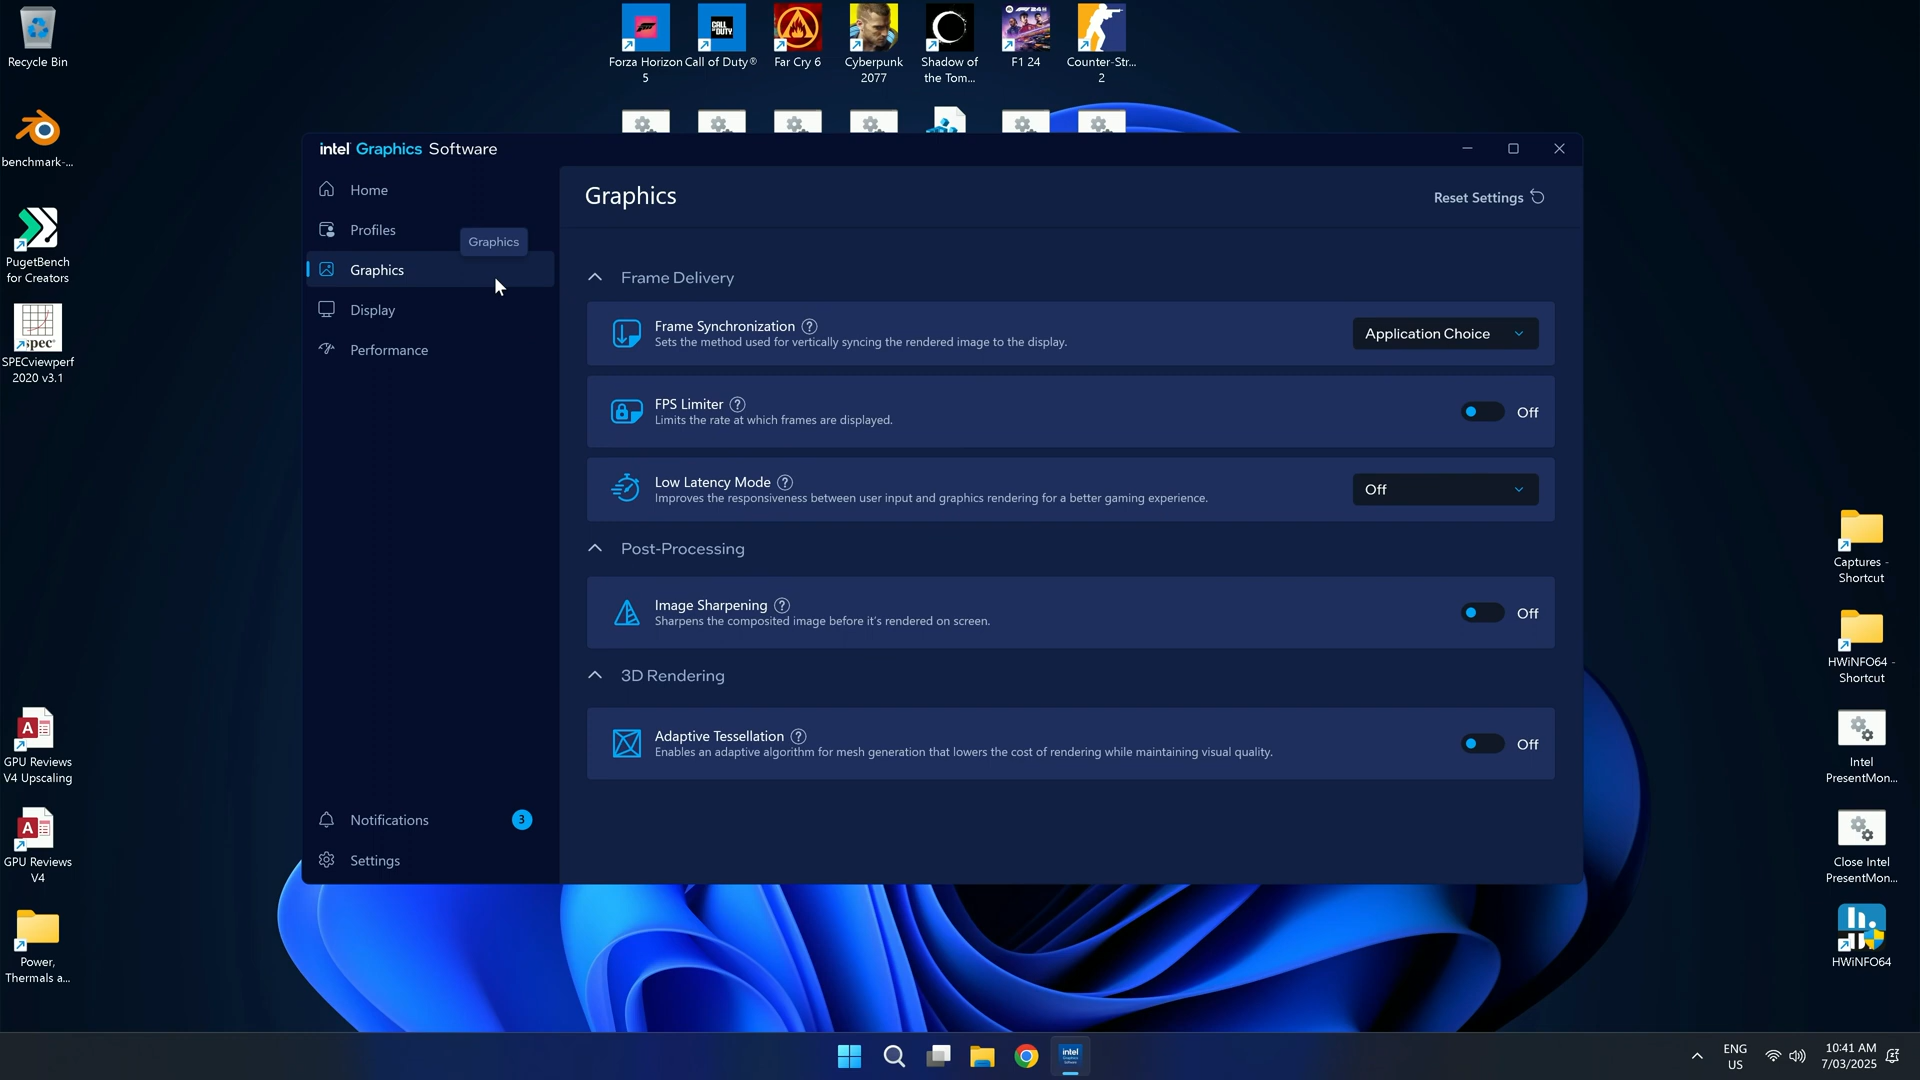 Recycle Bin
benchmark-...
PugetBench
for Creators
spec
SPECviewperf
2020 v3.1
GPU Reviews
V4 Upscaling
GPU Reviews
V4
Power,
Thermals a...
Forza Horizon
5
CALL OF DUTY
Call of Duty®
Far Cry 6
Cyberpunk
2077
Shadow of
the Tom...
F1 24
Counter-Str...
2
intel Graphics Software
Home
Profiles
Graphics
Graphics
Display
Performance
Notifications
3
Settings
Graphics
Reset Settings
Frame Delivery
Frame Synchronization ?
Sets the method used for vertically syncing the rendered image to the display.
Application Choice
FPS Limiter ?
Limits the rate at which frames are displayed.
Off
Low Latency Mode ?
Improves the responsiveness between user input and graphics rendering for a better gaming experience.
Off
Post-Processing
Image Sharpening ?
Sharpens the composited image before it's rendered on screen.
Off
3D Rendering
Adaptive Tessellation ?
Enables an adaptive algorithm for mesh generation that lowers the cost of rendering while maintaining visual quality.
Off
Captures -
Shortcut
HWiNFO64 -
Shortcut
Intel
PresentMon...
Close Intel
PresentMon...
HWiNFO64
intel
ENG
US
10:41 AM
7/03/2025